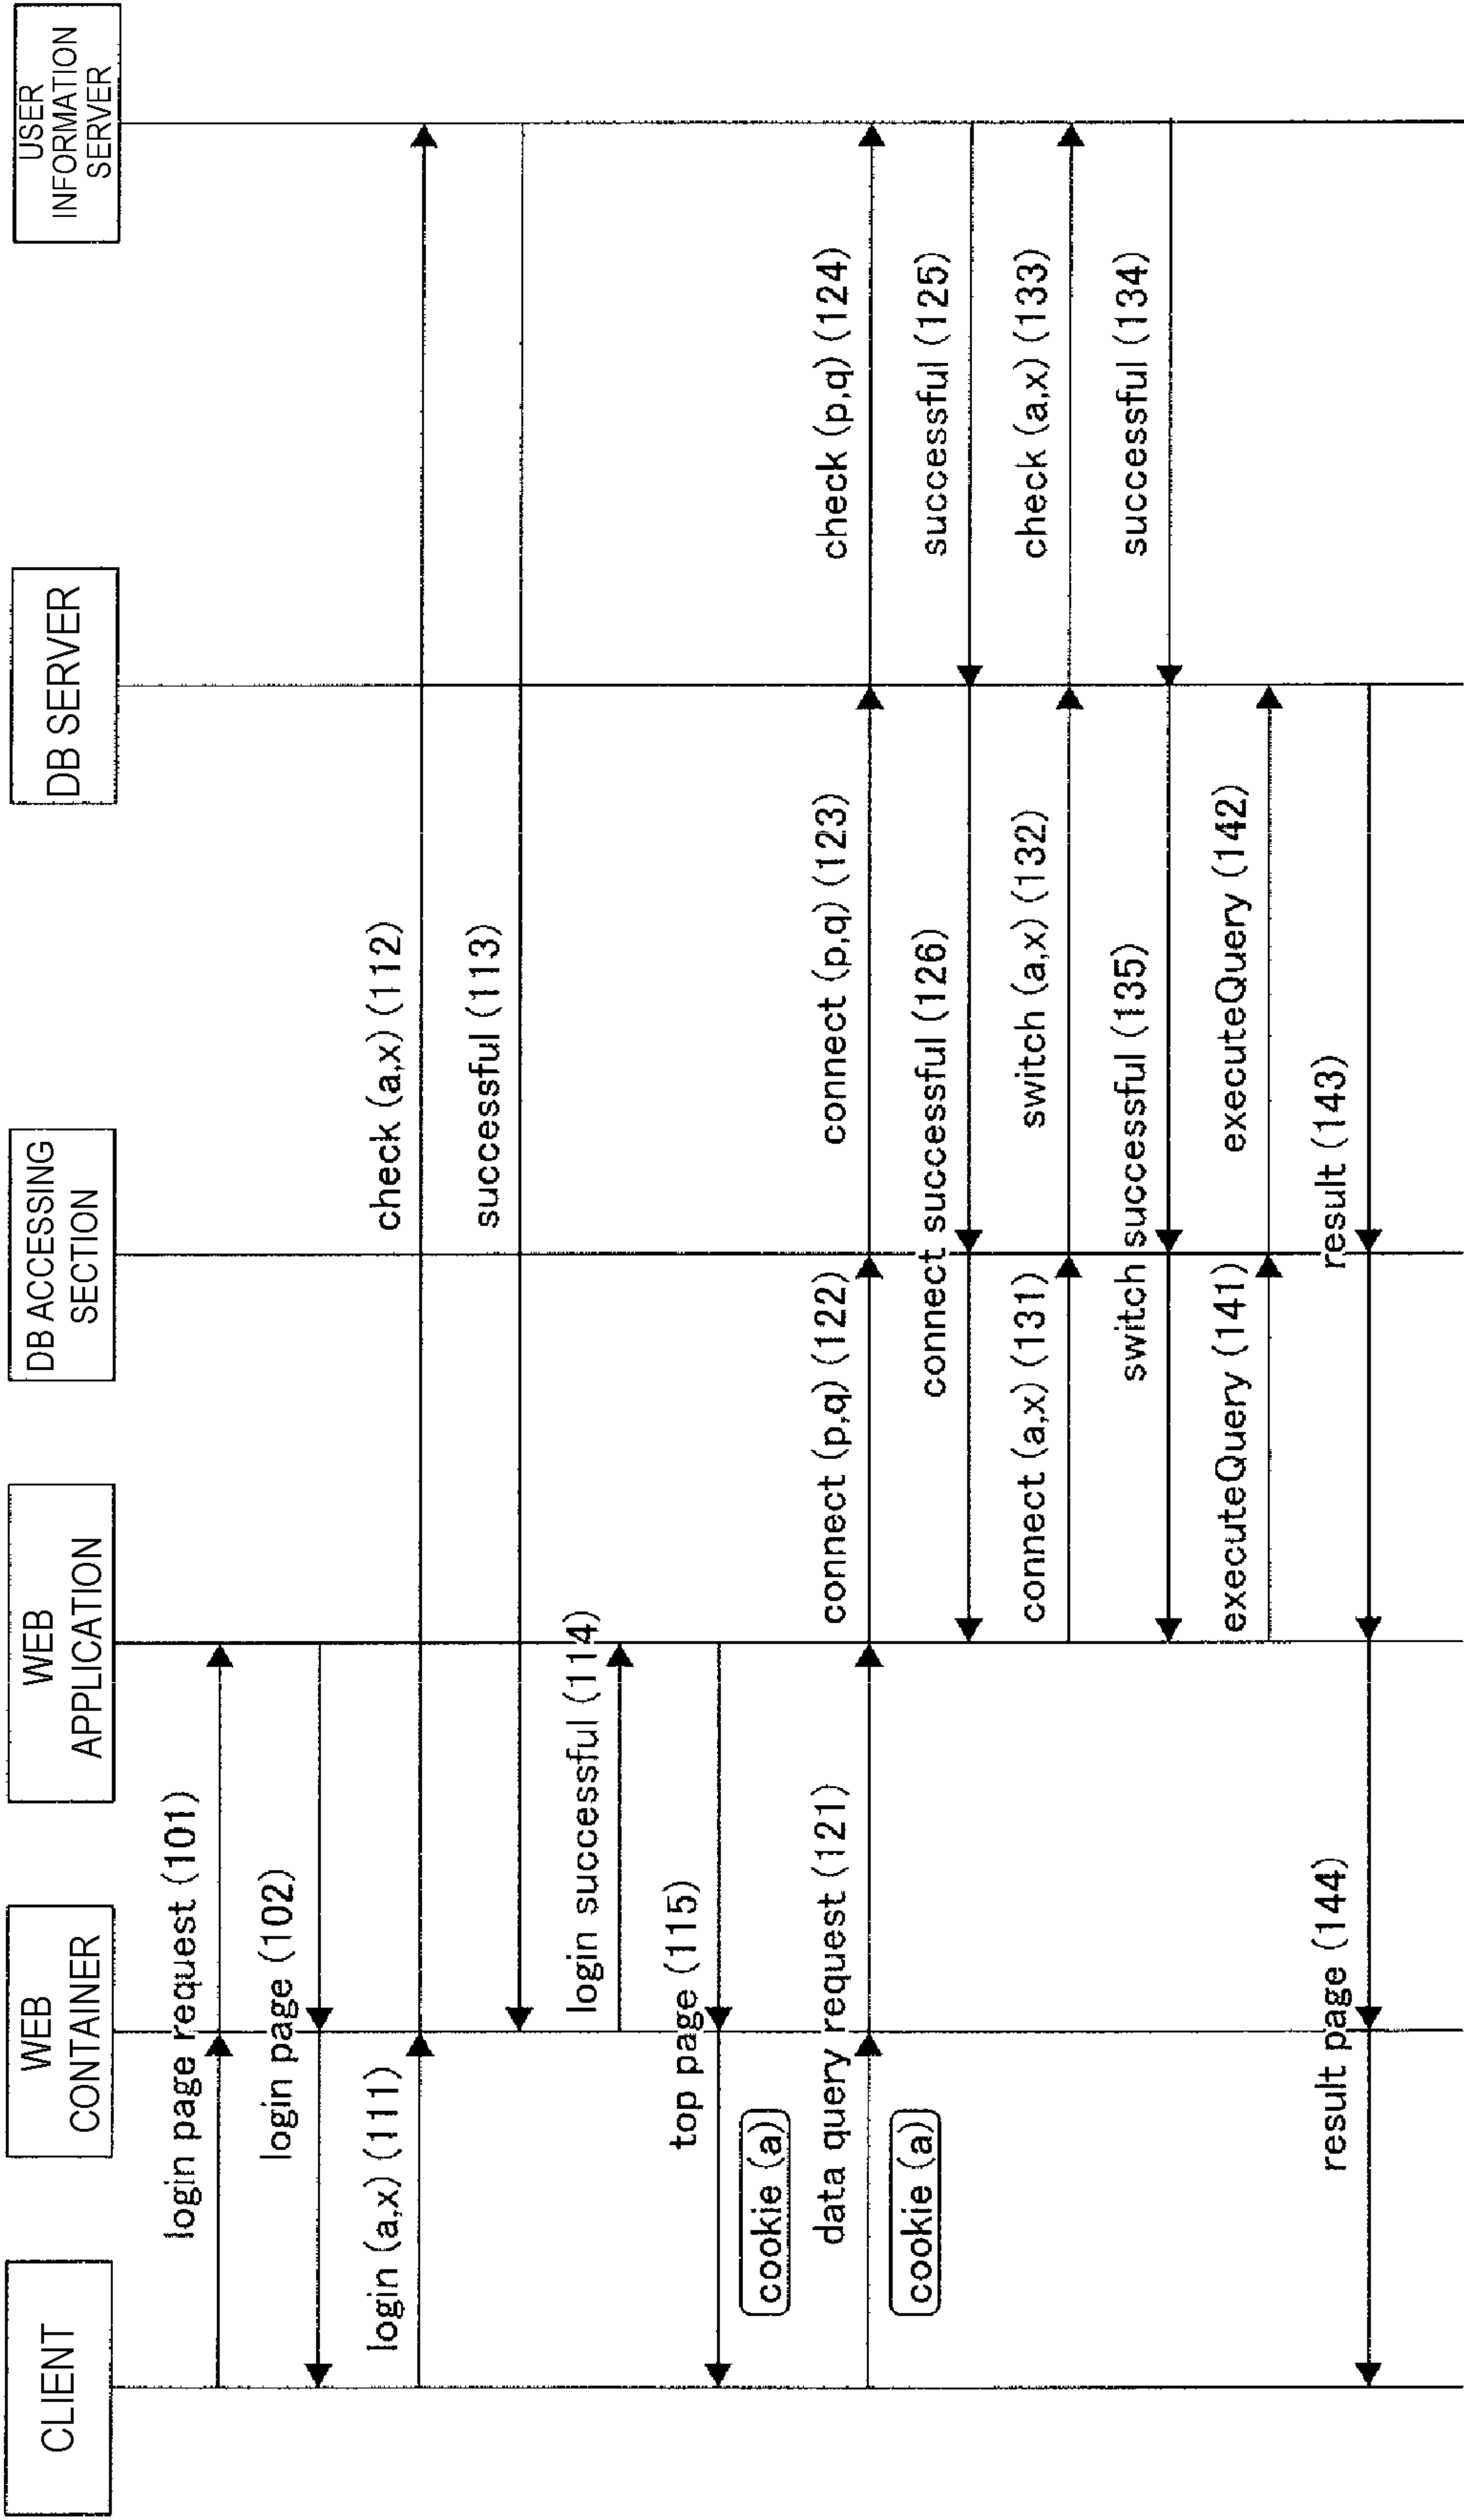 CLIENT
WEB
CONTAINER
WEB
APPLICATION
DB ACCESSING
SECTION
DB SERVER
USER
INFORMATION
SERVER
login page request (101)
login page (102)
login (a,x) (111)
check (a,x) (112)
successful (113)
login successful (114)
top page (115)
cookie (a)
data query request (121)
connect (p,q) (122)
connect (p,q) (123)
check (p,q) (124)
cookie (a)
connect successful (126)
successful (125)
connect (a,x) (131)
switch (a,x) (132)
check (a,x) (133)
switch successful (135)
successful (134)
executeQuery (141)
executeQuery (142)
result page (144)
result (143)